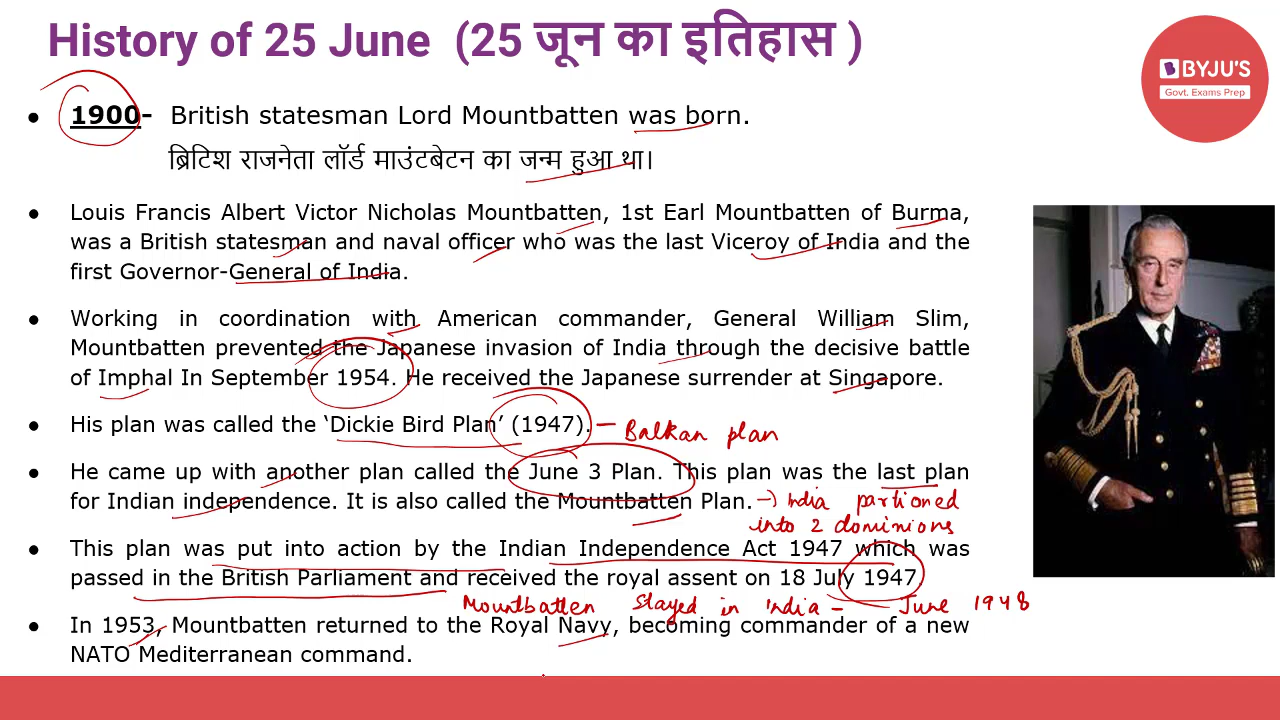 History of 25 June (25 जून का इतिहास )
BYJU'S
Govt. Exams Prep
1900- British statesman Lord Mountbatten was born.
ब्रिटिश राजनेता लॉर्ड माउंटबेटन का जन्म हुआ था।
Louis Francis Albert Victor Nicholas Mountbatten, 1st Earl Mountbatten of Burma,
was a British statesman and naval officer who was the last Viceroy of India and the
first Governor-General of India.
Working in coordination with American commander, General William Slim,
Mountbatten prevented the Japanese invasion of India through the decisive battle
of Imphal In September 1954. He received the Japanese surrender at Singapore.
His plan was called the ‘Dickie Bird Plan’ (1947). — Balkan plan
He came up with another plan called the June 3 Plan. This plan was the last plan
for Indian independence. It is also called the Mountbatten Plan. → India partioned
into 2 dominions
This plan was put into action by the Indian Independence Act 1947 which was
passed in the British Parliament and received the royal assent on 18 July 1947.
Mountbatten stayed in India – June 1948
In 1953, Mountbatten returned to the Royal Navy, becoming commander of a new
NATO Mediterranean command.